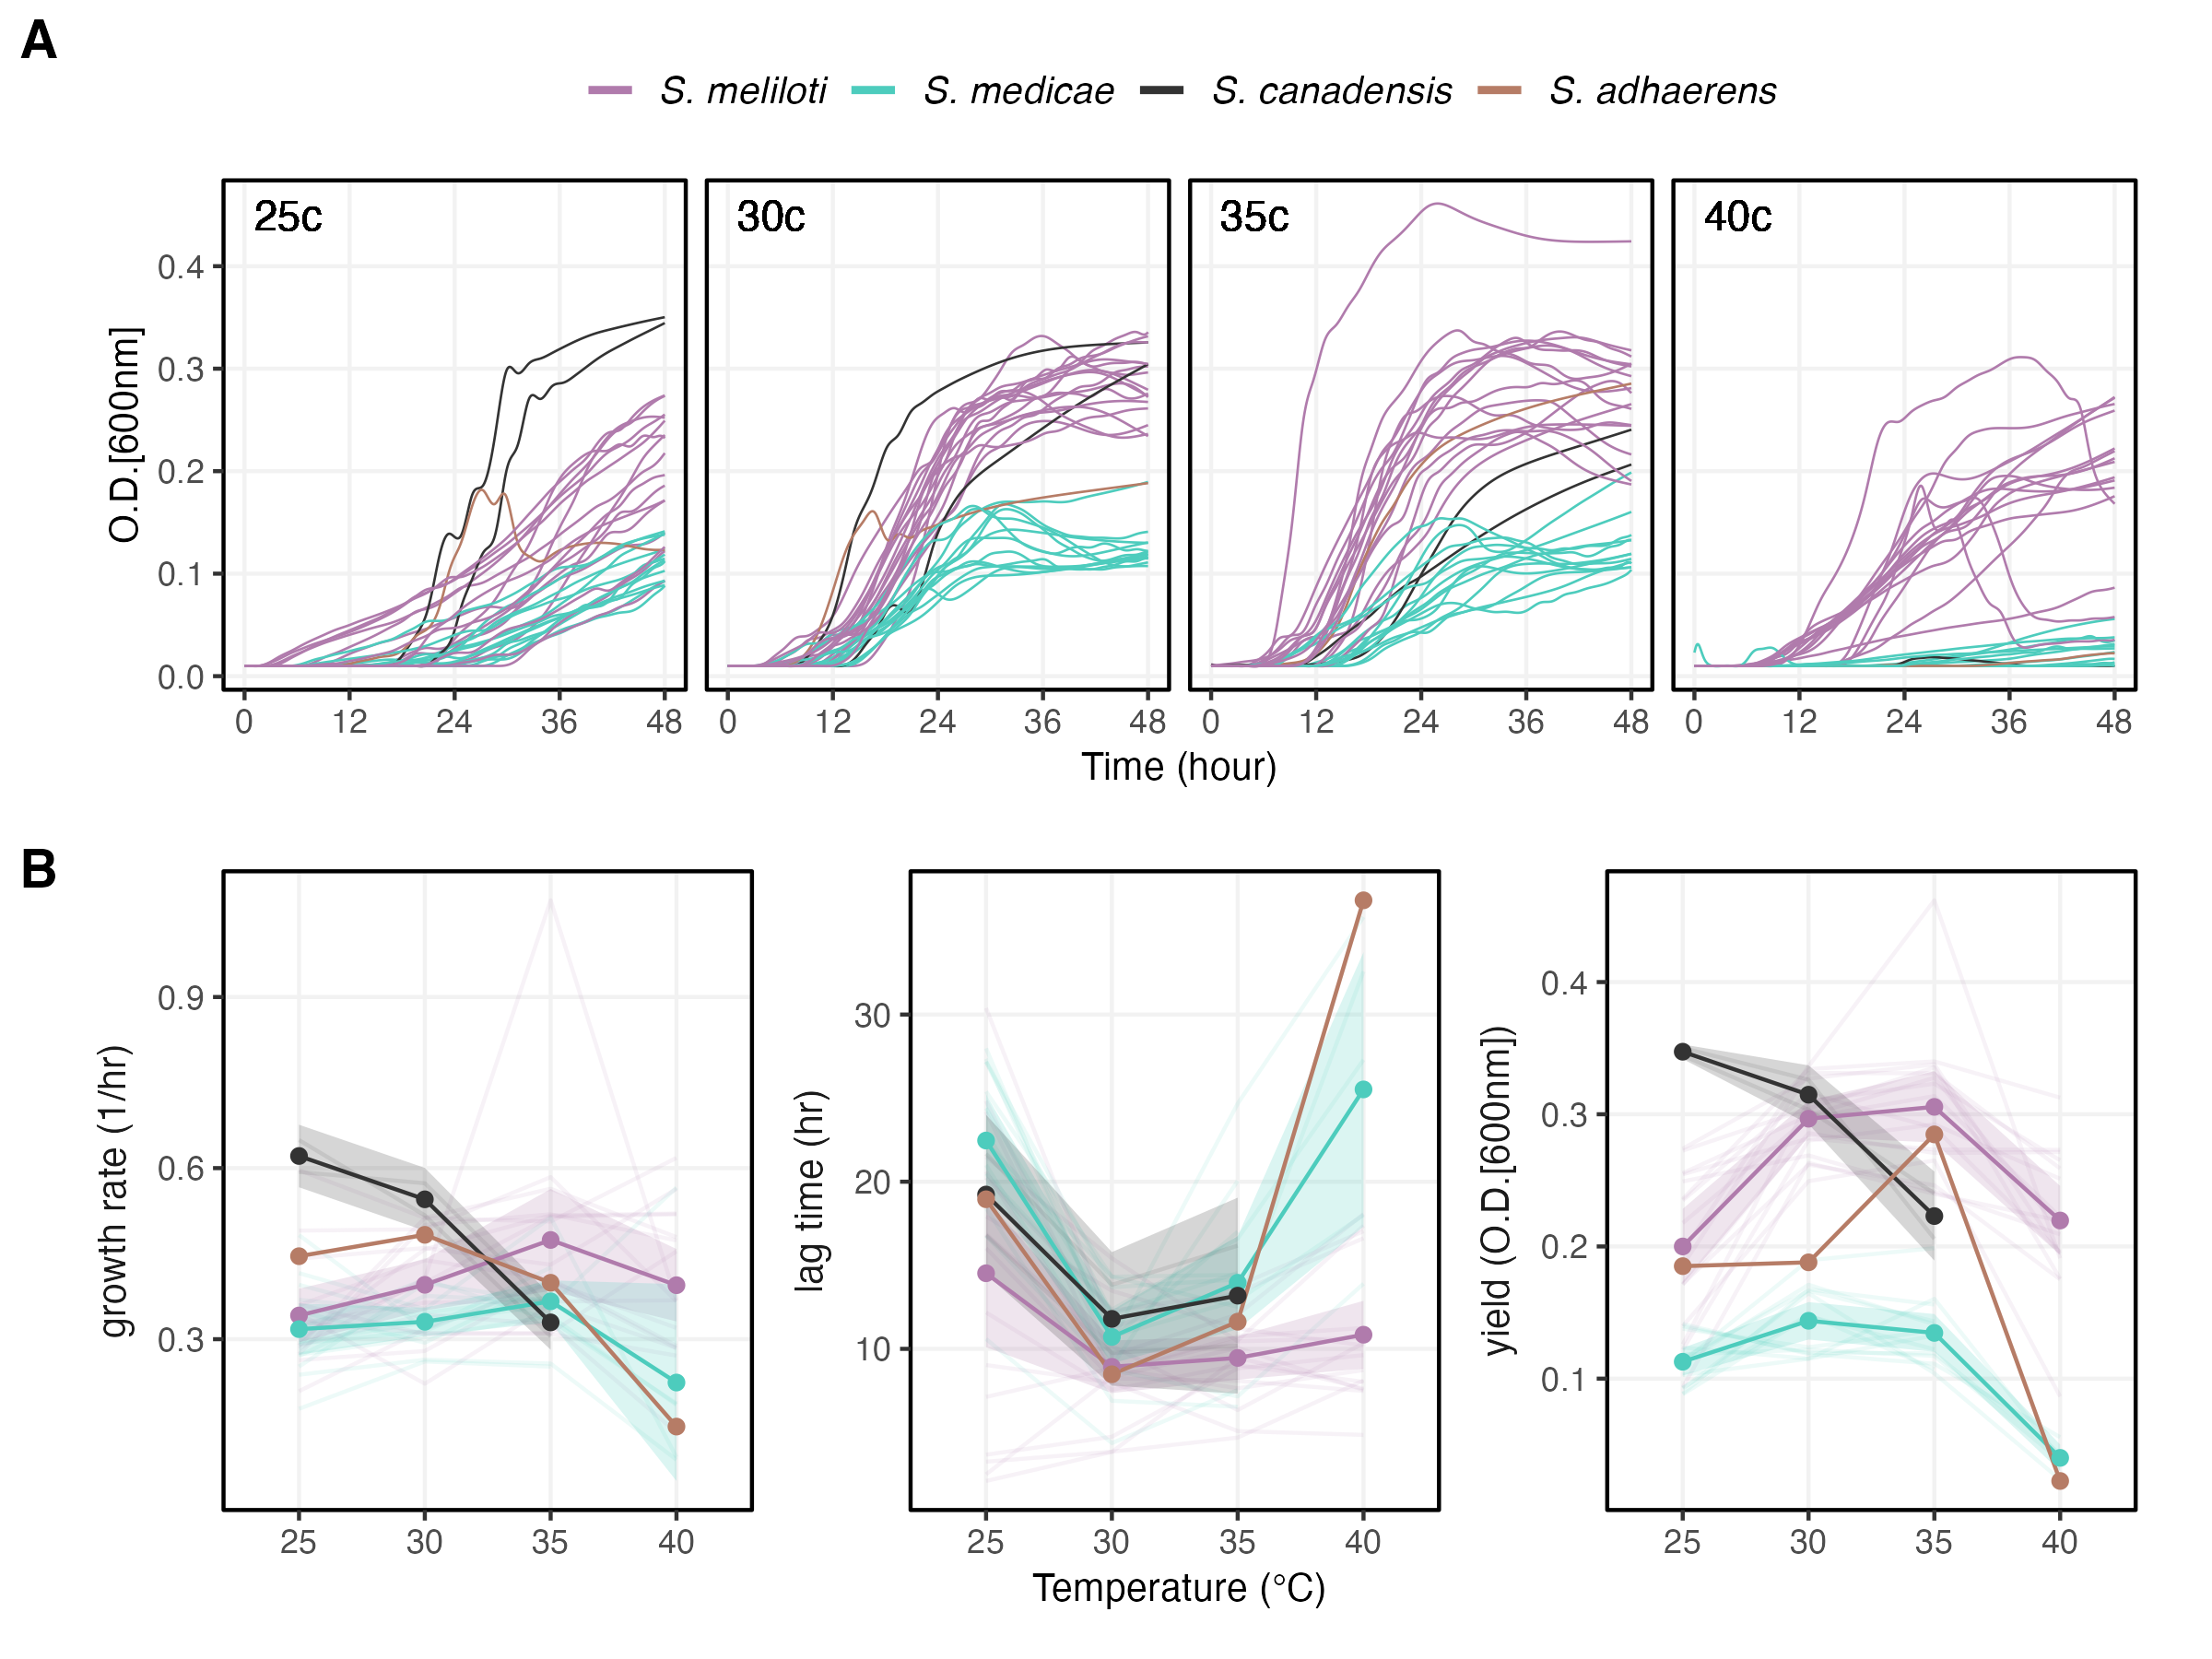 A
S. meliloti S. medicae S. canadensis S. adhaerens
25c 30c 35c 40c
O.D.[600nm]
0.4
0.3
0.2
0.1
0.0
0 12 24 36 48 0 12 24 36 48 0 12 24 36 48 0 12 24 36 48
Time (hour)
B
growth rate (1/hr)
0.9
0.6
0.3
25 30 35 40
lag time (hr)
30
20
10
25 30 35 40
yield (O.D.[600nm])
0.4
0.3
0.2
0.1
25 30 35 40
Temperature (°C)